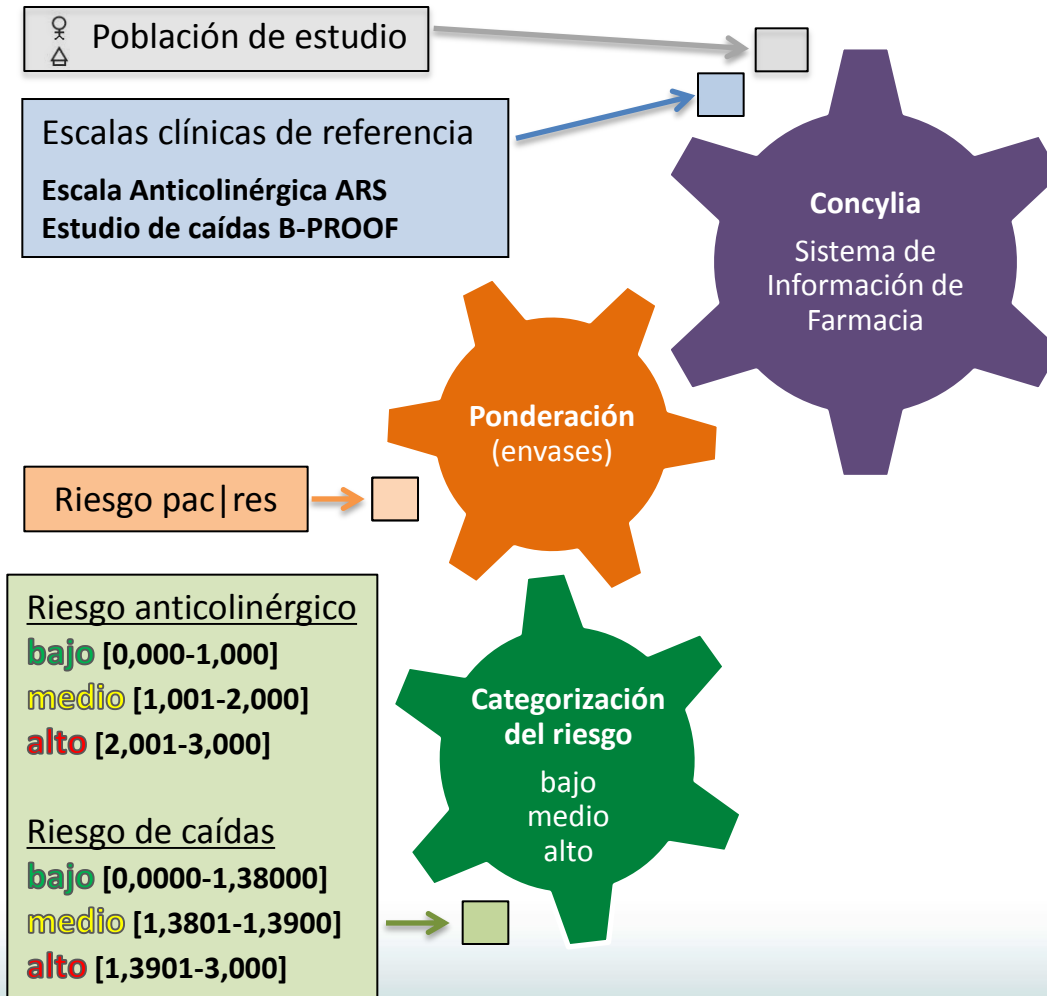 Población de estudio
Escalas clínicas de referencia
Escala Anticolinérgica ARS
Estudio de caídas B-PROOF
Concylia
Sistema de
Información de
Farmacia
Ponderación
(envases)
Riesgo pac|res
Riesgo anticolinérgico
bajo [0,000-1,000]
medio [1,001-2,000]
alto [2,001-3,000]
Riesgo de caídas
bajo [0,0000-1,38000]
medio [1,3801-1,3900]
alto [1,3901-3,000]
Categorización
del riesgo
bajo
medio
alto